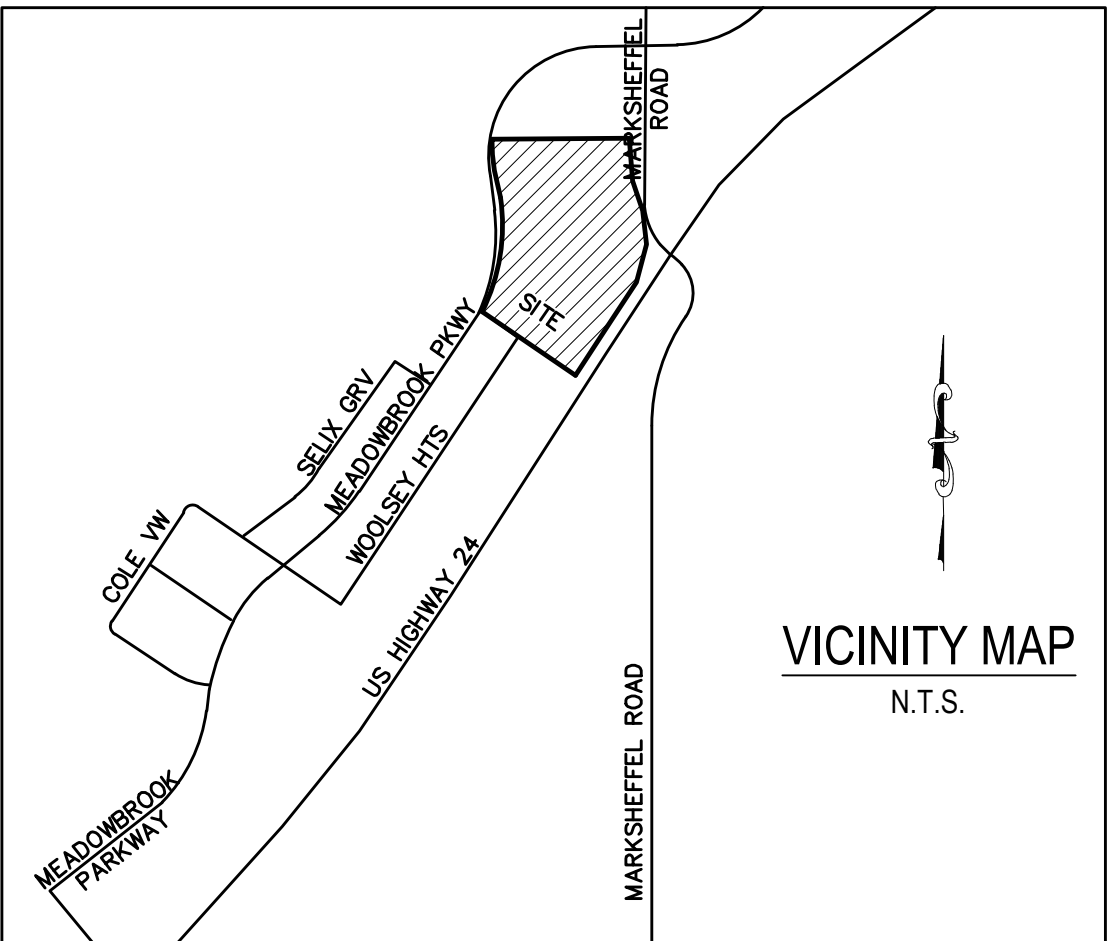 MARKSHEFFEL
ROAD
SITE
MEADOWBROOK PKWY
SELIX GRV
WOOLSEY HTS
COLE VW
US HIGHWAY 24
VICINITY MAP
N.T.S.
MARKSHEFFEL ROAD
MEADOWBROOK
PARKWAY